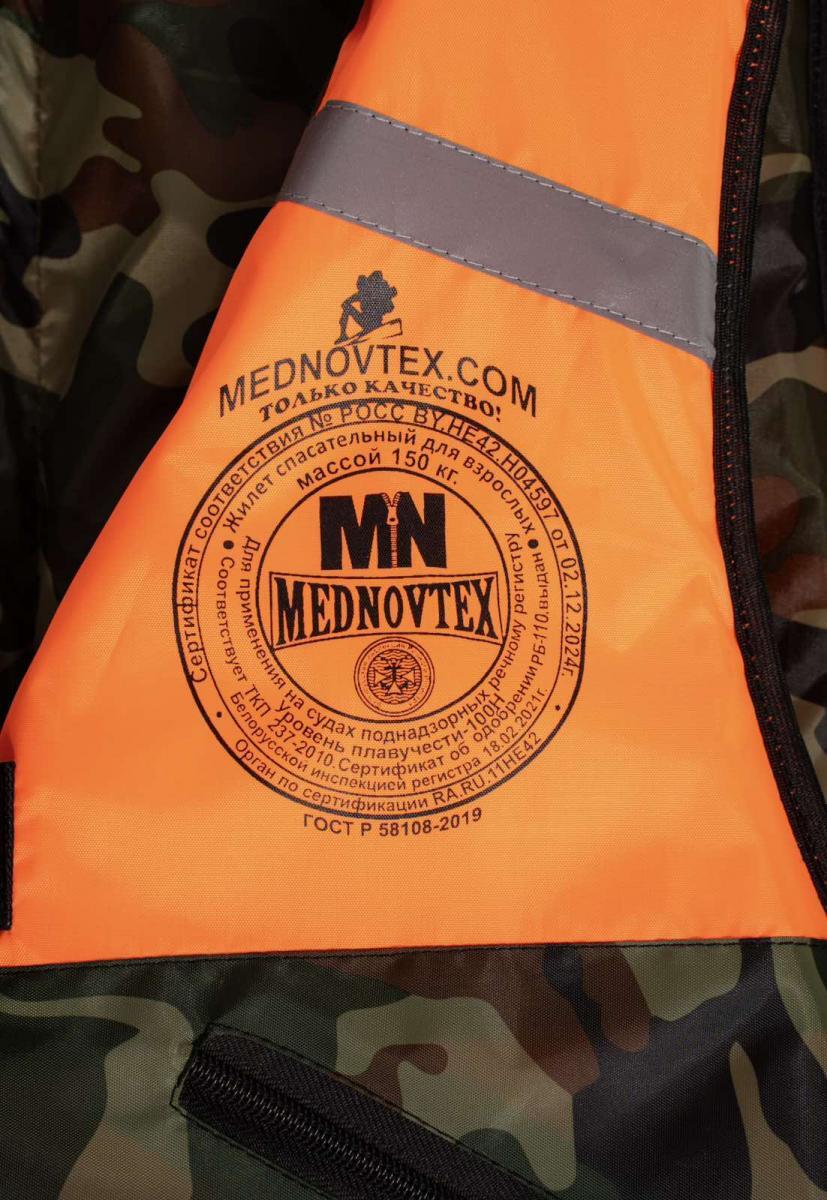 MEDNOVTEX.COM
ТОЛЬКО КАЧЕСТВО!
Сертификат соответствия № РОСС BY.HE42.H04597 от 02.12.2024г.
Жилет спасательный для взрослых
массой 150 кг.
MN
MEDNOVTEX
• Для применения на судах поднадзорных речному регистру •
уровень плавучести-100Н
• Соответствует ТКП 237-2010.Сертификат об одобрении РБ-110.выдан •
Белорусской инспекцией регистра 18.02.2021г.
• Орган по сертификации RA.RU.11HE42 •
ГОСТ Р 58108-2019